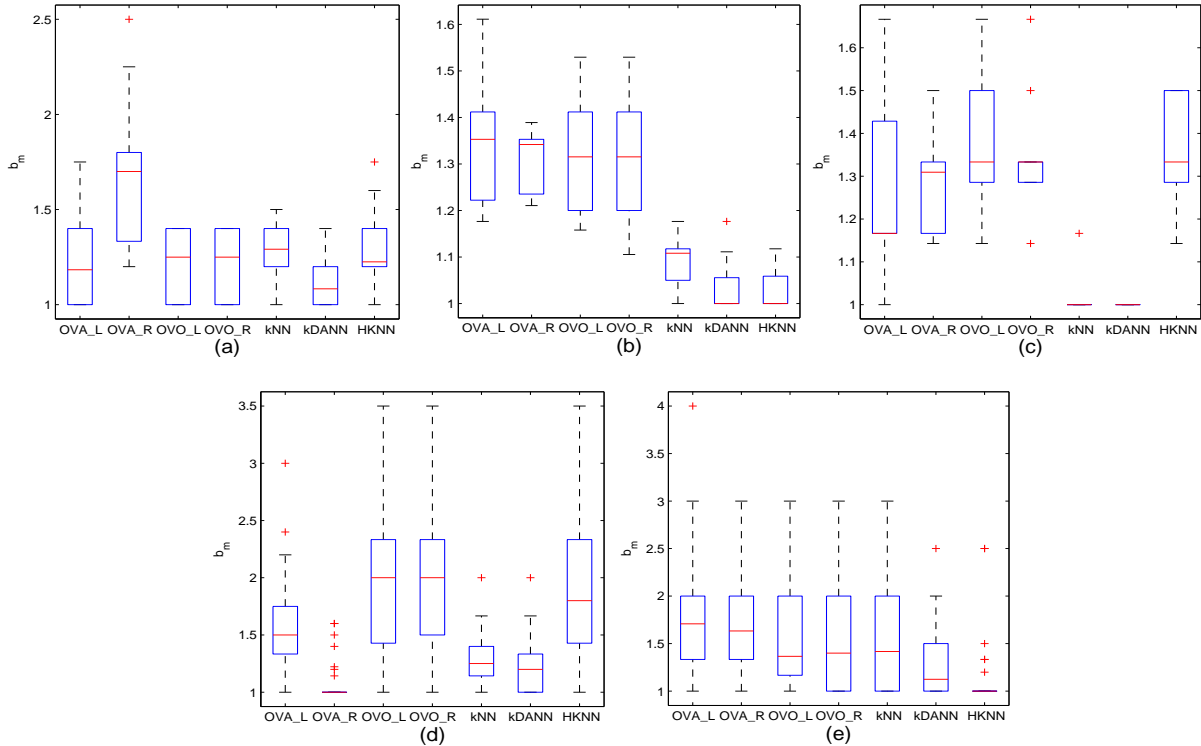 2.5
2
1.5
1
b_m
OVA_L OVA_R OVO_L OVO_R kNN kDANN HKNN
(a)
1.6
1.5
1.4
1.3
1.2
1.1
1
b_m
OVA_L OVA_R OVO_L OVO_R kNN kDANN HKNN
(b)
1.6
1.5
1.4
1.3
1.2
1.1
1
b_m
OVA_L OVA_R OVO_L OVO_R kNN kDANN HKNN
(c)
3.5
3
2.5
2
1.5
1
b_m
OVA_L OVA_R OVO_L OVO_R kNN kDANN HKNN
(d)
4
3.5
3
2.5
2
1.5
1
b_m
OVA_L OVA_R OVO_L OVO_R kNN kDANN HKNN
(e)